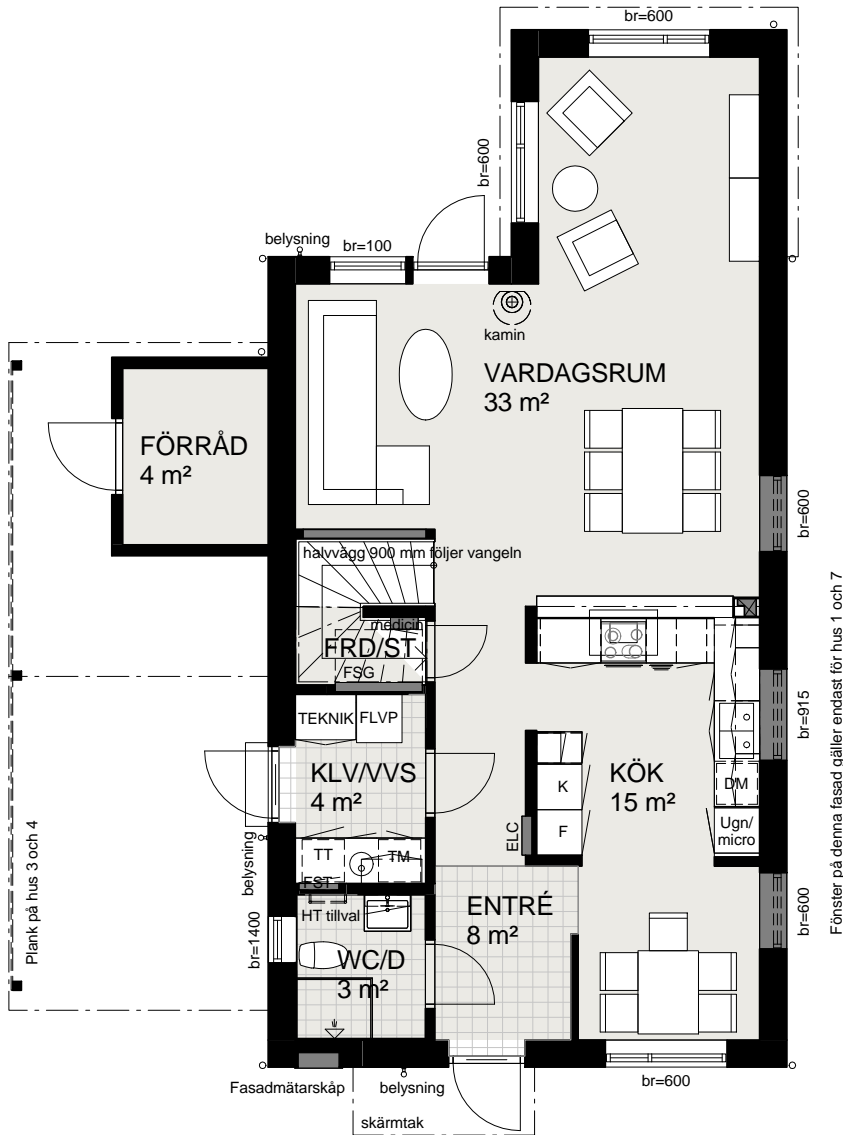 br=600
br=600
belysning
br=100
kamin
VARDAGSRUM
33 m²
FÖRRÅD
4 m²
br=600
halvvägg 900 mm följer vangeln
medicin
FRD/ST
FSG
TEKNIK
FLVP
KLV/VVS
4 m²
KÖK
15 m²
br=915
K
DM
F
Ugn/
micro
ELC
TT
TM
FST
belysning
Plank på hus 3 och 4
Fönster på denna fasad gäller endast för hus 1 och 7
HT tillval
br=1400
ENTRÉ
8 m²
WC/D
3 m²
br=600
Fasadmätarskåp
belysning
br=600
skärmtak